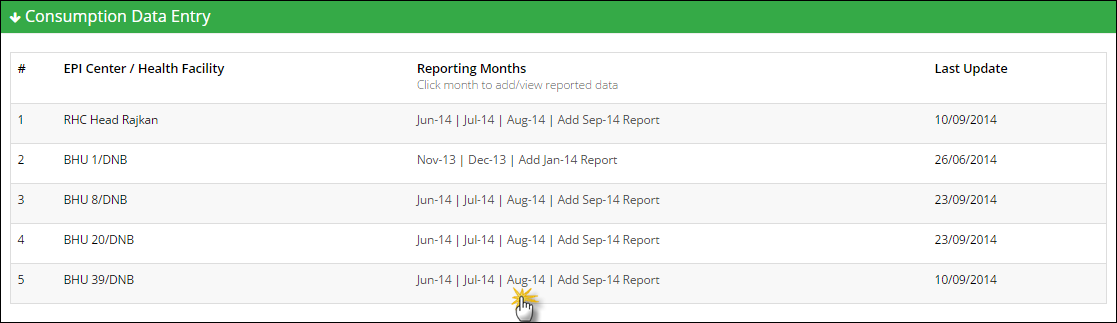 Consumption Data Entry
# EPI Center / Health Facility Reporting Months Last Update
Click month to add/view reported data
1 RHC Head Rajkan Jun-14 | Jul-14 | Aug-14 | Add Sep-14 Report 10/09/2014
2 BHU 1/DNB Nov-13 | Dec-13 | Add Jan-14 Report 26/06/2014
3 BHU 8/DNB Jun-14 | Jul-14 | Aug-14 | Add Sep-14 Report 23/09/2014
4 BHU 20/DNB Jun-14 | Jul-14 | Aug-14 | Add Sep-14 Report 23/09/2014
5 BHU 39/DNB Jun-14 | Jul-14 | Aug-14 | Add Sep-14 Report 10/09/2014